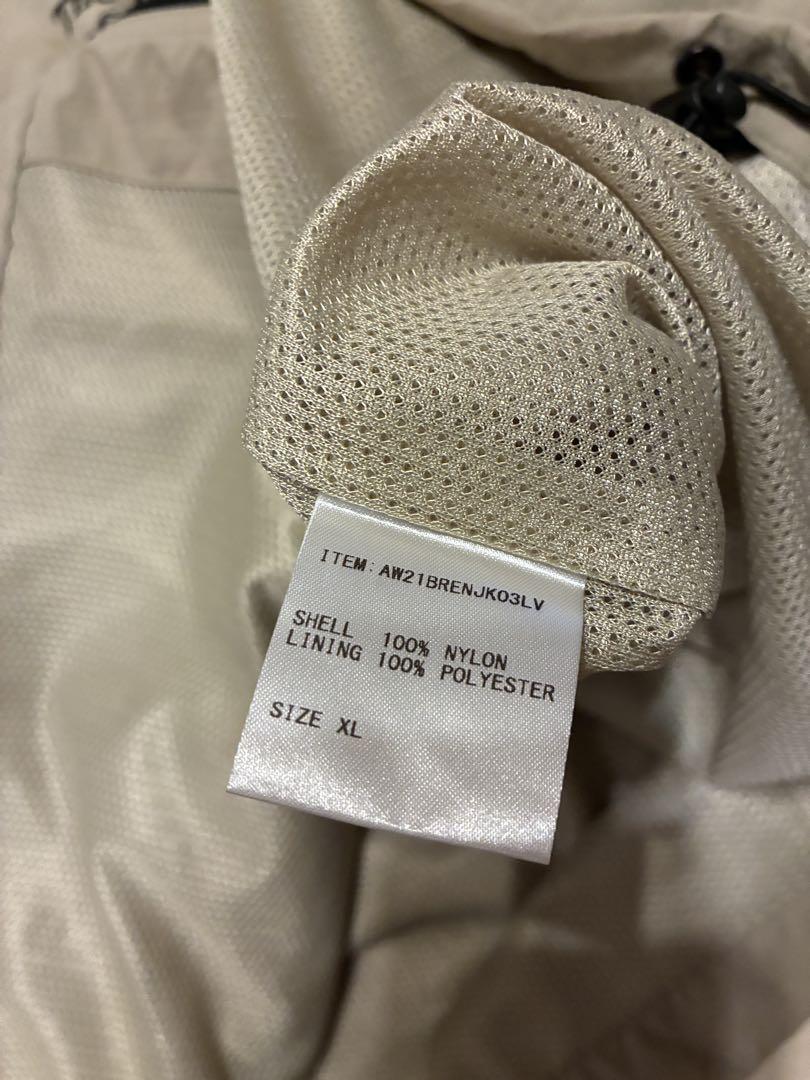 ITEM: AW21BRENJK03LV
SHELL 100% NYLON
LINING 100% POLYESTER
SIZE XL